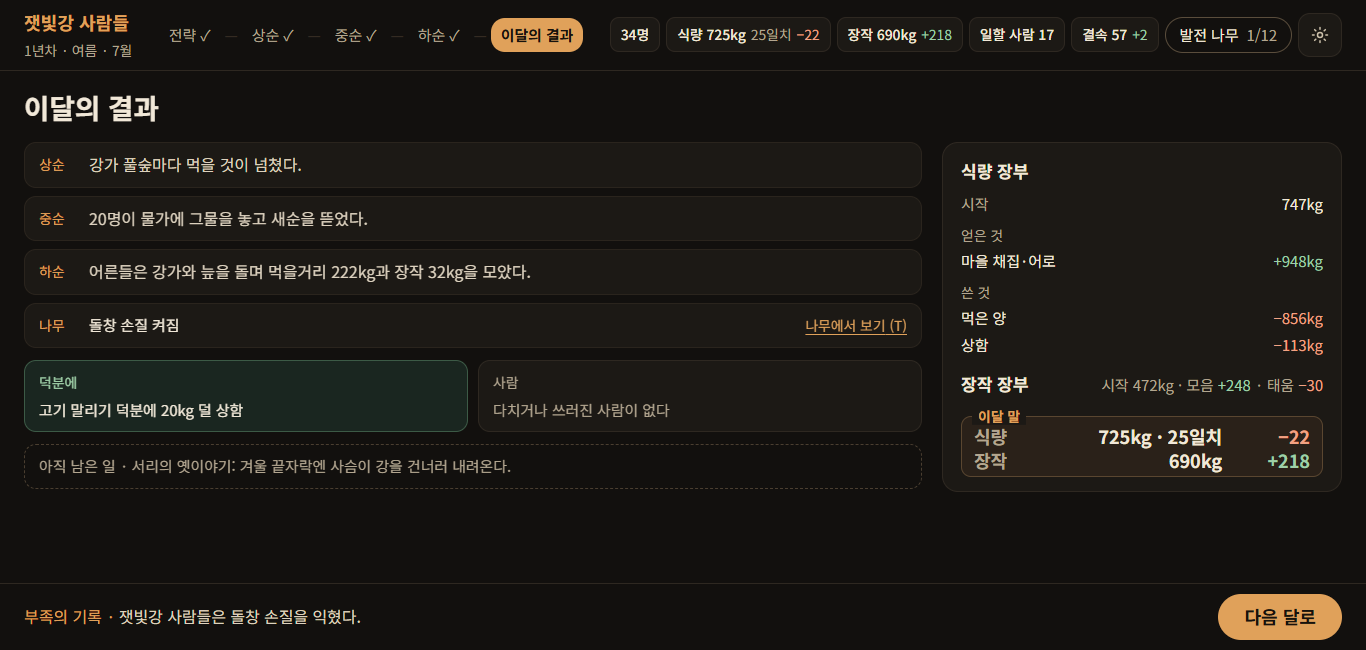 잿빛강 사람들
1년차 · 여름 · 7월
전략 ✓ — 상순 ✓ — 중순 ✓ — 하순 ✓ — 이달의 결과
34명
식량 725kg 25일치 −22
장작 690kg +218
일할 사람 17
결속 57 +2
발전 나무 1/12
이달의 결과
상순 강가 풀숲마다 먹을 것이 넘쳤다.
중순 20명이 물가에 그물을 놓고 새순을 뜯었다.
하순 어른들은 강가와 늪을 돌며 먹을거리 222kg과 장작 32kg을 모았다.
나무 돌창 손질 켜짐 나무에서 보기 (T)
덕분에
고기 말리기 덕분에 20kg 덜 상함
사람
다치거나 쓰러진 사람이 없다
아직 남은 일 · 서리의 옛이야기: 겨울 끝자락엔 사슴이 강을 건너러 내려온다.
식량 장부
시작 747kg
얻은 것
마을 채집·어로 +948kg
쓴 것
먹은 양 −856kg
상함 −113kg
장작 장부 시작 472kg · 모음 +248 · 태움 −30
이달 말
식량 725kg · 25일치 −22
장작 690kg +218
부족의 기록 · 잿빛강 사람들은 돌창 손질을 익혔다.
다음 달로